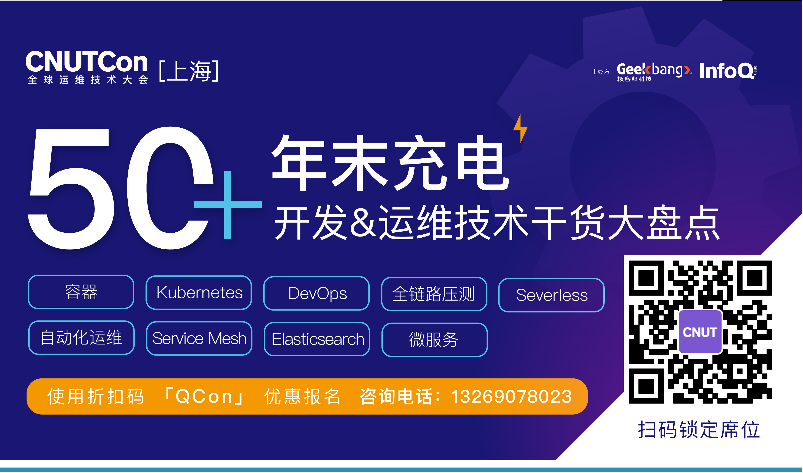 CNUTCon
全球运维技术大会
[上海]
Geekbang>.
InfoQ
50+
年末充电
开发&运维技术干货大盘点
容器
Kubernetes
DevOps
全链路压测
Severless
自动化运维
Service Mesh
Elasticsearch
微服务
使用折扣码 「QCon」 优惠报名 咨询电话：13269078023
CNUT
扫码锁定席位